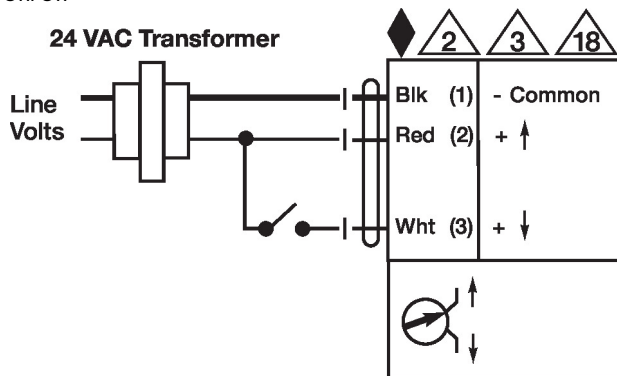 24 VAC Transformer
2 3 18
Line
Volts
Blk (1) - Common
Red (2) + ↑
Wht (3) + ↓